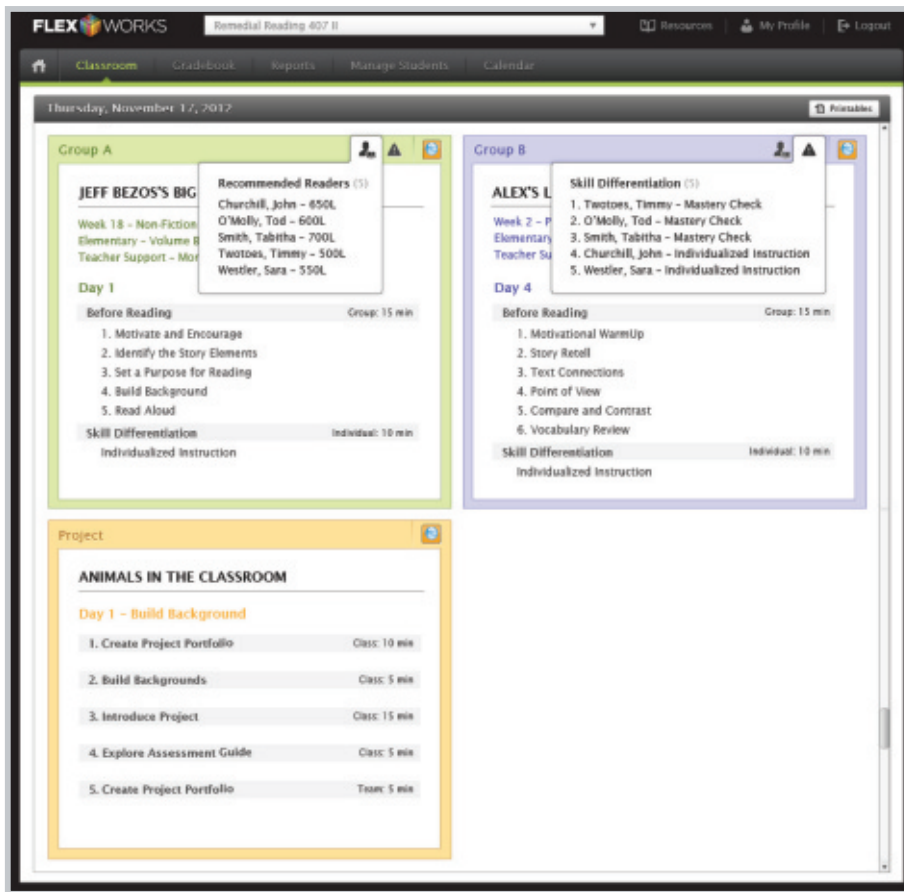 FLEX WORKS
Remedial Reading 407 II
Resources
My Profile
Logout
Classroom
Gradebook
Reports
Manage Students
Calendar
Thursday, November 17, 2012
Printables
Group A
JEFF BEZOS'S BIG
Week 18 - Non-Fiction
Elementary - Volume B
Teacher Support - Mor
Recommended Readers (5)
Churchill, John - 650L
O'Molly, Tod - 600L
Smith, Tabitha - 700L
Twotoes, Timmy - 500L
Westler, Sara - 550L
Day 1
Before Reading Group: 15 min
1. Motivate and Encourage
2. Identify the Story Elements
3. Set a Purpose for Reading
4. Build Background
5. Read Aloud
Skill Differentiation Individual: 10 min
Individualized Instruction
Group B
ALEX'S L
Week 2 - P
Elementary
Teacher Su
Skill Differentiation (5)
1. Twotoes, Timmy - Mastery Check
2. O'Molly, Tod - Mastery Check
3. Smith, Tabitha - Mastery Check
4. Churchill, John - Individualized Instruction
5. Westler, Sara - Individualized Instruction
Day 4
Before Reading Group: 15 min
1. Motivational WarmUp
2. Story Retell
3. Text Connections
4. Point of View
5. Compare and Contrast
6. Vocabulary Review
Skill Differentiation Individual: 10 min
Individualized Instruction
Project
ANIMALS IN THE CLASSROOM
Day 1 - Build Background
1. Create Project Portfolio Class: 10 min
2. Build Backgrounds Class: 5 min
3. Introduce Project Class: 15 min
4. Explore Assessment Guide Class: 5 min
5. Create Project Portfolio Team: 5 min